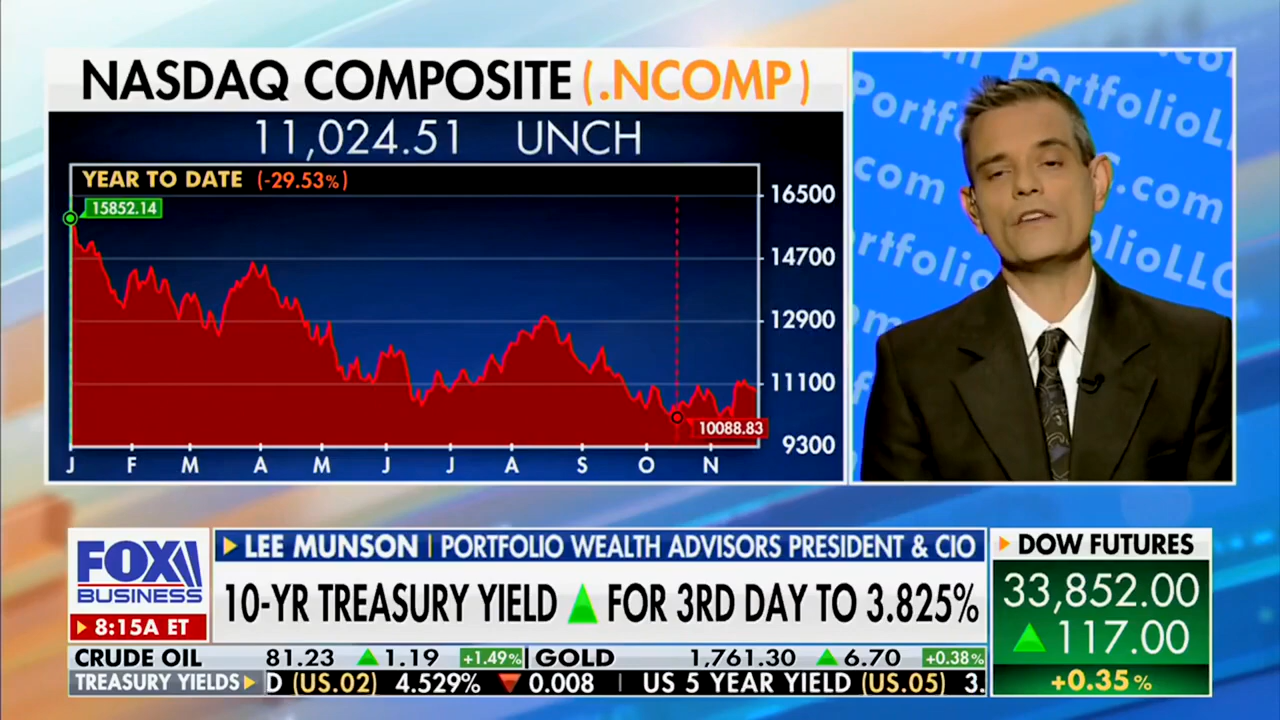 NASDAQ COMPOSITE (.NCOMP)
11,024.51 UNCH
YEAR TO DATE (-29.53%)
15852.14
16500
14700
12900
11100
9300
10088.83
J F M A M J J A S O N
Portfolio
PortfolioLLC.com
PortfolioLLC
FOX
BUSINESS
8:15A ET
LEE MUNSON | PORTFOLIO WEALTH ADVISORS PRESIDENT & CIO
10-YR TREASURY YIELD ▲ FOR 3RD DAY TO 3.825%
DOW FUTURES
33,852.00
▲ 117.00
+0.35%
CRUDE OIL 81.23 ▲ 1.19 +1.49% | GOLD 1,761.30 ▲ 6.70 +0.38%
TREASURY YIELDS D (US.02) 4.529% ▼ 0.008 | US 5 YEAR YIELD (US.05) 3.